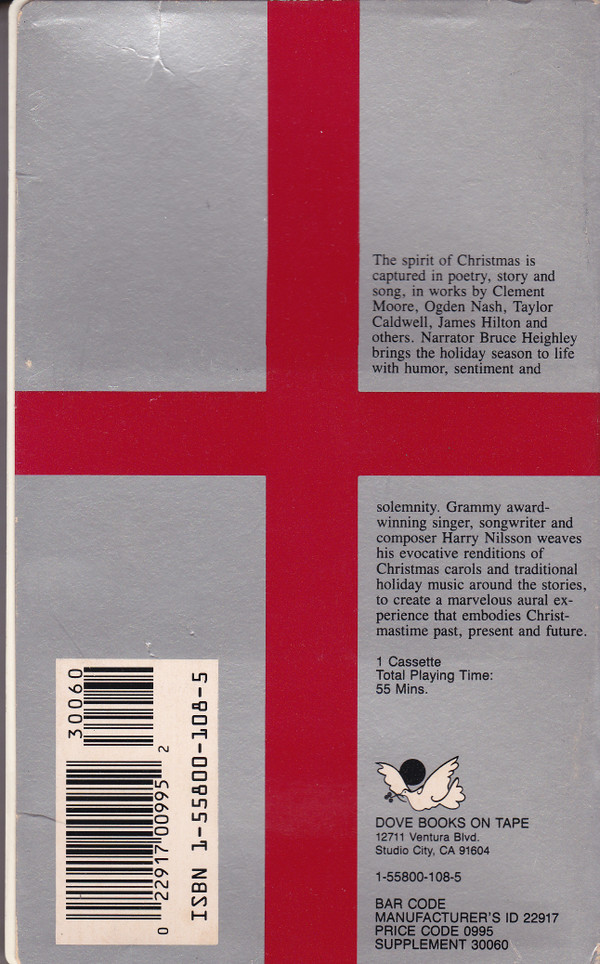 The spirit of Christmas is
captured in poetry, story and
song, in works by Clement
Moore, Ogden Nash, Taylor
Caldwell, James Hilton and
others. Narrator Bruce Heighley
brings the holiday season to life
with humor, sentiment and
solemnity. Grammy award-
winning singer, songwriter and
composer Harry Nilsson weaves
his evocative renditions of
Christmas carols and traditional
holiday music around the stories,
to create a marvelous aural ex-
perience that embodies Christ-
mastime past, present and future.
1 Cassette
Total Playing Time:
55 Mins.
DOVE BOOKS ON TAPE
12711 Ventura Blvd.
Studio City, CA 91604
1-55800-108-5
BAR CODE
MANUFACTURER'S ID 22917
PRICE CODE 0995
SUPPLEMENT 30060
30060
0 22917 00995 2
ISBN 1-55800-108-5